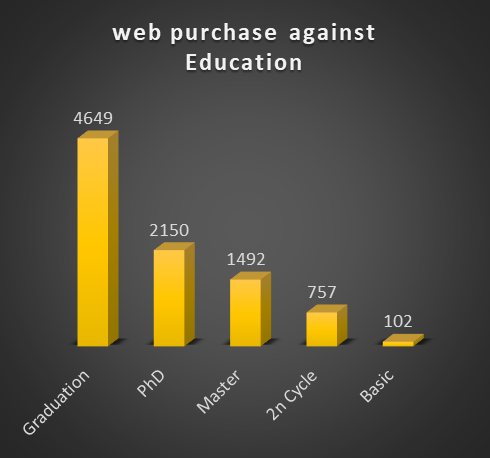 web purchase against
Education
4649
2150
1492
757
102
Graduation
PhD
Master
2n Cycle
Basic